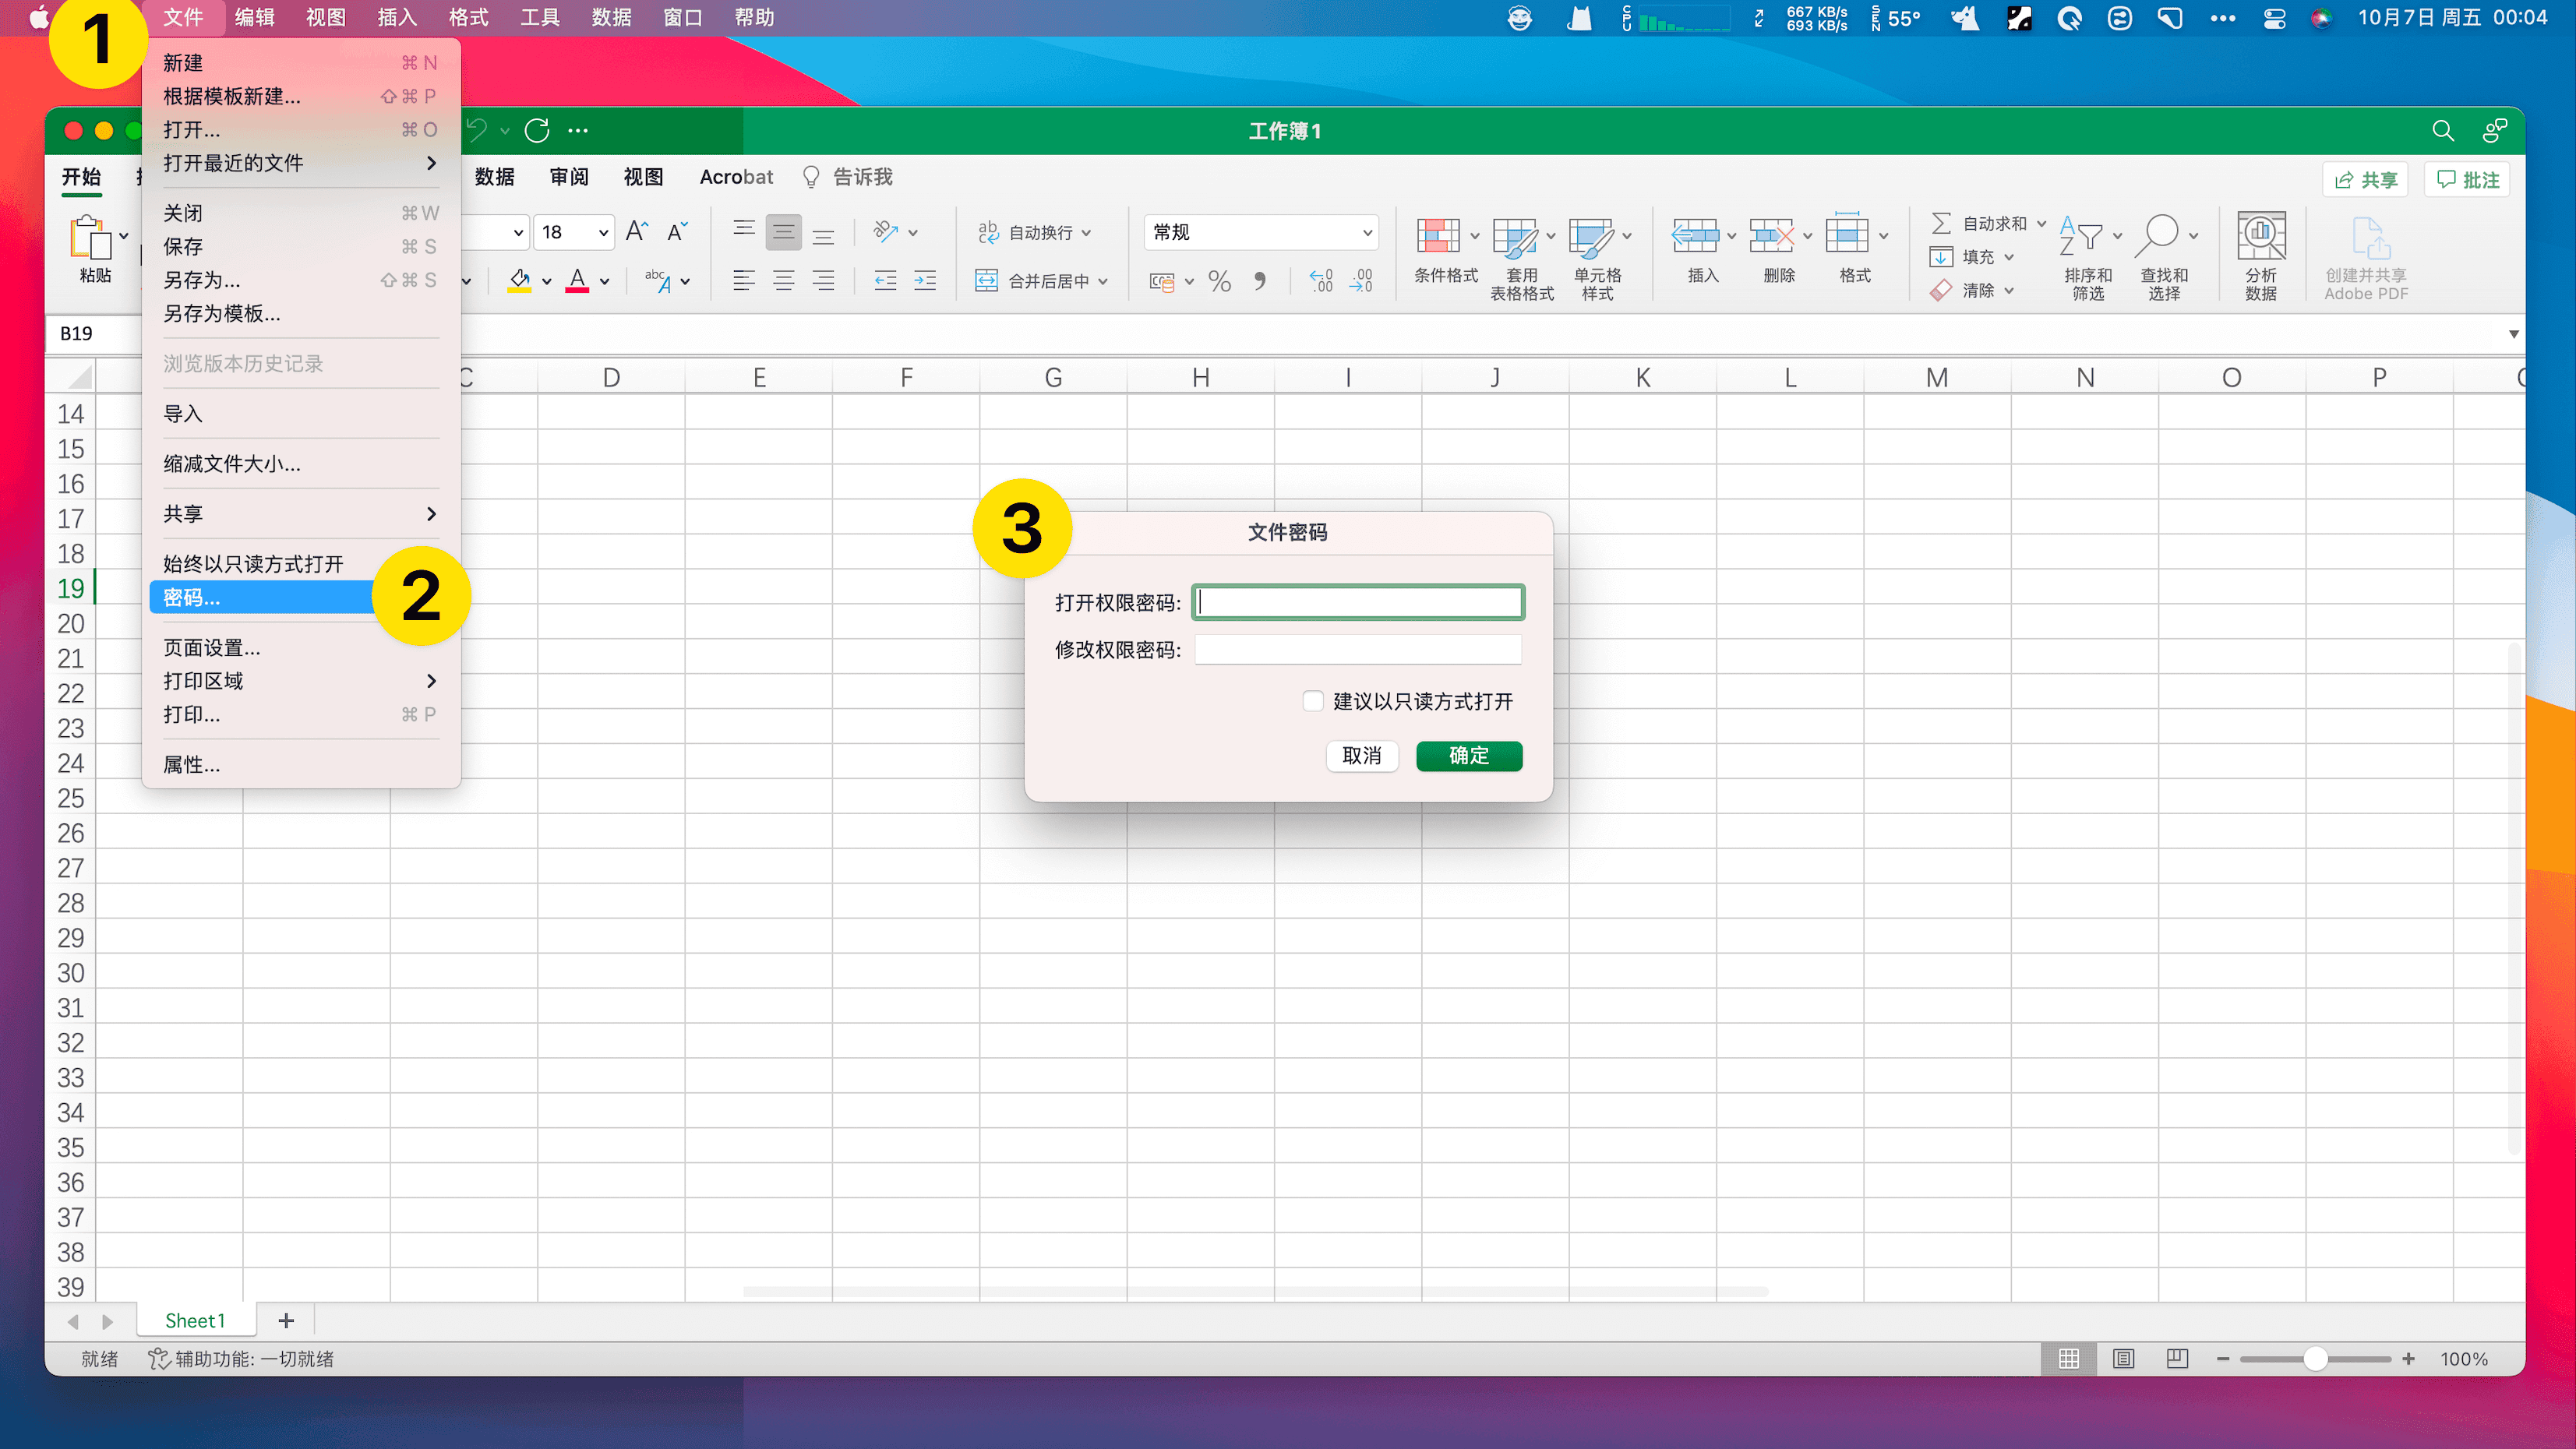 1
文件 编辑 视图 插入 格式 工具 数据 窗口 帮助
CPU
667 KB/s
693 KB/s
SEN 55°
10月7日 周五 00:04
新建 ⌘ N
根据模板新建... ⇧ ⌘ P
打开... ⌘ O
打开最近的文件
关闭 ⌘ W
保存 ⌘ S
另存为... ⇧ ⌘ S
另存为模板...
浏览版本历史记录
导入
缩减文件大小...
共享
始终以只读方式打开
密码...
2
页面设置...
打印区域
打印... ⌘ P
属性...
工作簿1
开始 数据 审阅 视图 Acrobat 告诉我
共享 批注
粘贴
18
A A
ab 自动换行
常规
A
abc A
合并后居中
% 
.00 .0
条件格式
套用
表格格式
单元格
样式
插入 删除 格式
自动求和
填充
清除
A
Z
排序和
筛选
查找和
选择
分析
数据
创建并共享
Adobe PDF
B19
C D E F G H I J K L M N O P
14
15
16
17
18
19
20
21
22
23
24
25
26
27
28
29
30
31
32
33
34
35
36
37
38
39
3
文件密码
打开权限密码:
修改权限密码:
建议以只读方式打开
取消 确定
Sheet1 +
就绪 辅助功能: 一切就绪
100%